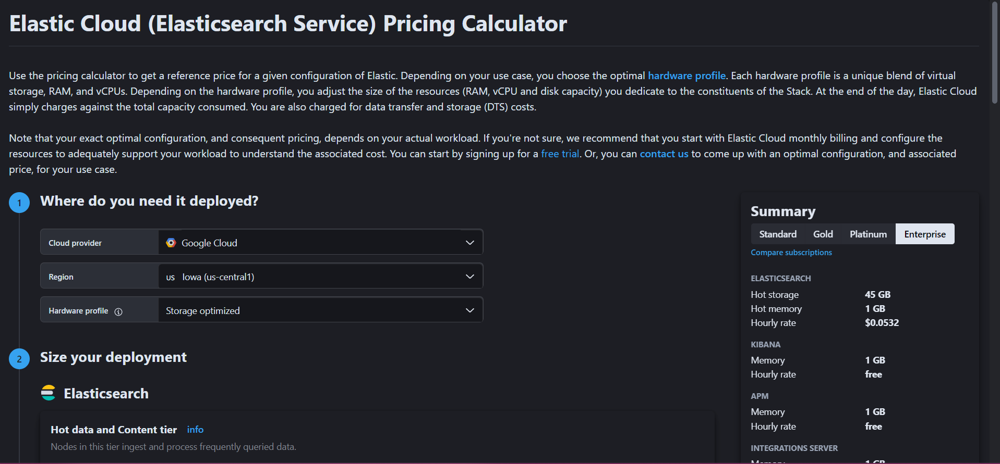 Elastic Cloud (Elasticsearch Service) Pricing Calculator
Use the pricing calculator to get a reference price for a given configuration of Elastic. Depending on your use case, you choose the optimal hardware profile. Each hardware profile is a unique blend of virtual
storage, RAM, and vCPUs. Depending on the hardware profile, you adjust the size of the resources (RAM, vCPU and disk capacity) you dedicate to the constituents of the Stack. At the end of the day, Elastic Cloud
simply charges against the total capacity consumed. You are also charged for data transfer and storage (DTS) costs.
Note that your exact optimal configuration, and consequent pricing, depends on your actual workload. If you're not sure, we recommend that you start with Elastic Cloud monthly billing and configure the
resources to adequately support your workload to understand the associated cost. You can start by signing up for a free trial. Or, you can contact us to come up with an optimal configuration, and associated
price, for your use case.
1 Where do you need it deployed?
Cloud provider Google Cloud
Region us Iowa (us-central1)
Hardware profile Storage optimized
2 Size your deployment
Elasticsearch
Hot data and Content tier info
Nodes in this tier ingest and process frequently queried data.
Summary
Standard Gold Platinum Enterprise
Compare subscriptions
ELASTICSEARCH
Hot storage 45 GB
Hot memory 1 GB
Hourly rate $0.0532
KIBANA
Memory 1 GB
Hourly rate free
APM
Memory 1 GB
Hourly rate free
INTEGRATIONS SERVER
Memory 1 GB